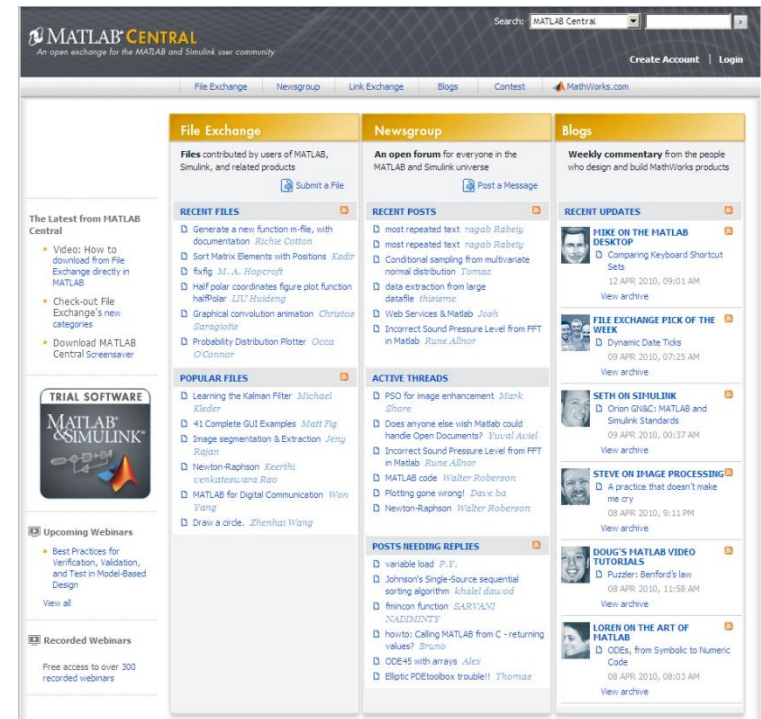 Search: MATLAB Central
MATLAB® CENTRAL
An open exchange for the MATLAB and Simulink user community
Create Account | Login
File Exchange Newsgroup Link Exchange Blogs Contest MathWorks.com
The Latest from MATLAB
Central
Video: How to
download from File
Exchange directly in
MATLAB
Check-out File
Exchange's new
categories
Download MATLAB
Central Screensaver
TRIAL SOFTWARE
MATLAB®
&SIMULINK®
Upcoming Webinars
Best Practices for
Verification, Validation,
and Test in Model-Based
Design
View all
Recorded Webinars
Free access to over 300
recorded webinars
File Exchange
Files contributed by users of MATLAB,
Simulink, and related products
Submit a File
RECENT FILES
Generate a new function m-file, with
documentation Richie Cotton
Sort Matrix Elements with Positions Kadir
fixfig M. A. Hopcroft
Half polar coordinates figure plot function
halfPolar LIU Huideng
Graphical convolution animation Christos
Saragiotis
Probability Distribution Plotter Occa
O'Connor
POPULAR FILES
Learning the Kalman Filter Michael
Kleder
41 Complete GUI Examples Matt Fig
Image segmentation & Extraction Jeny
Rajan
Newton-Raphson Keerthi
venkateswara Rao
MATLAB for Digital Communication Won
Yang
Draw a circle. Zhenhai Wang
Newsgroup
An open forum for everyone in the
MATLAB and Simulink universe
Post a Message
RECENT POSTS
most repeated text ragab Rabeiy
most repeated text ragab Rabeiy
Conditional sampling from multivariate
normal distribution Tomaz
data extraction from large
datafile thisisme
Web Services & Matlab Josh
Incorrect Sound Pressure Level from FFT
in Matlab Rune Allnor
ACTIVE THREADS
PSO for image enhancement Mark
Shore
Does anyone else wish Matlab could
handle Open Documents? Yuval Aviel
Incorrect Sound Pressure Level from FFT
in Matlab Rune Allnor
MATLAB code Walter Roberson
Plotting gone wrong! Dave ba
Newton-Raphson Walter Roberson
POSTS NEEDING REPLIES
variable load P.Y.
Johnson's Single-Source sequential
sorting algorithm khalel dawod
fmincon function SARVANI
NADIMINTY
howto: Calling MATLAB from C - returning
values? Bruno
ODE45 with arrays Alex
Elliptic PDEtoolbox trouble!! Thomas
Blogs
Weekly commentary from the people
who design and build MathWorks products
RECENT UPDATES
MIKE ON THE MATLAB
DESKTOP
Comparing Keyboard Shortcut
Sets
12 APR 2010, 09:01 AM
View archive
FILE EXCHANGE PICK OF THE
WEEK
Dynamic Date Ticks
09 APR 2010, 07:25 AM
View archive
SETH ON SIMULINK
Orion GN&C: MATLAB and
Simulink Standards
09 APR 2010, 00:37 AM
View archive
STEVE ON IMAGE PROCESSING
A practice that doesn't make
me cry
08 APR 2010, 9:11 PM
View archive
DOUG'S MATLAB VIDEO
TUTORIALS
Puzzler: Benford's law
08 APR 2010, 11:58 AM
View archive
LOREN ON THE ART OF
MATLAB
ODEs, from Symbolic to Numeric
Code
08 APR 2010, 08:03 AM
View archive